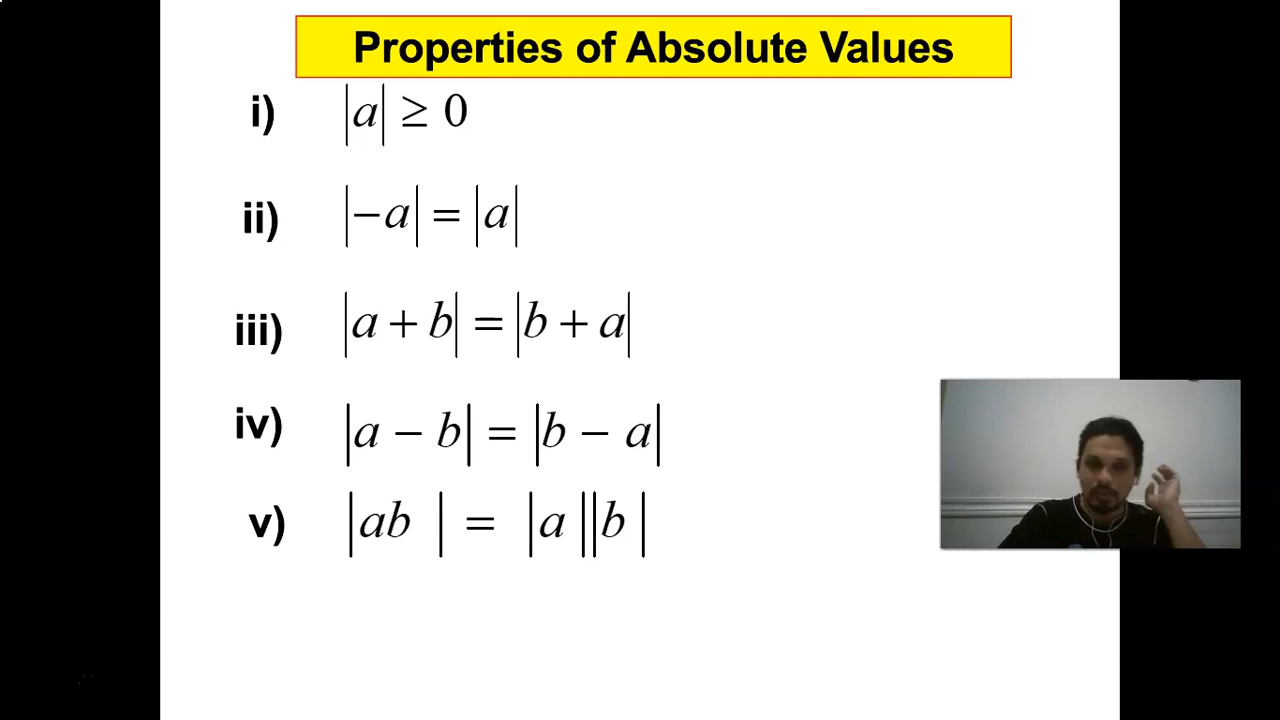 Properties of Absolute Values
i) |a| ≥ 0
ii) |−a| = |a|
iii) |a + b| = |b + a|
iv) |a − b| = |b − a|
v) |ab| = |a||b|